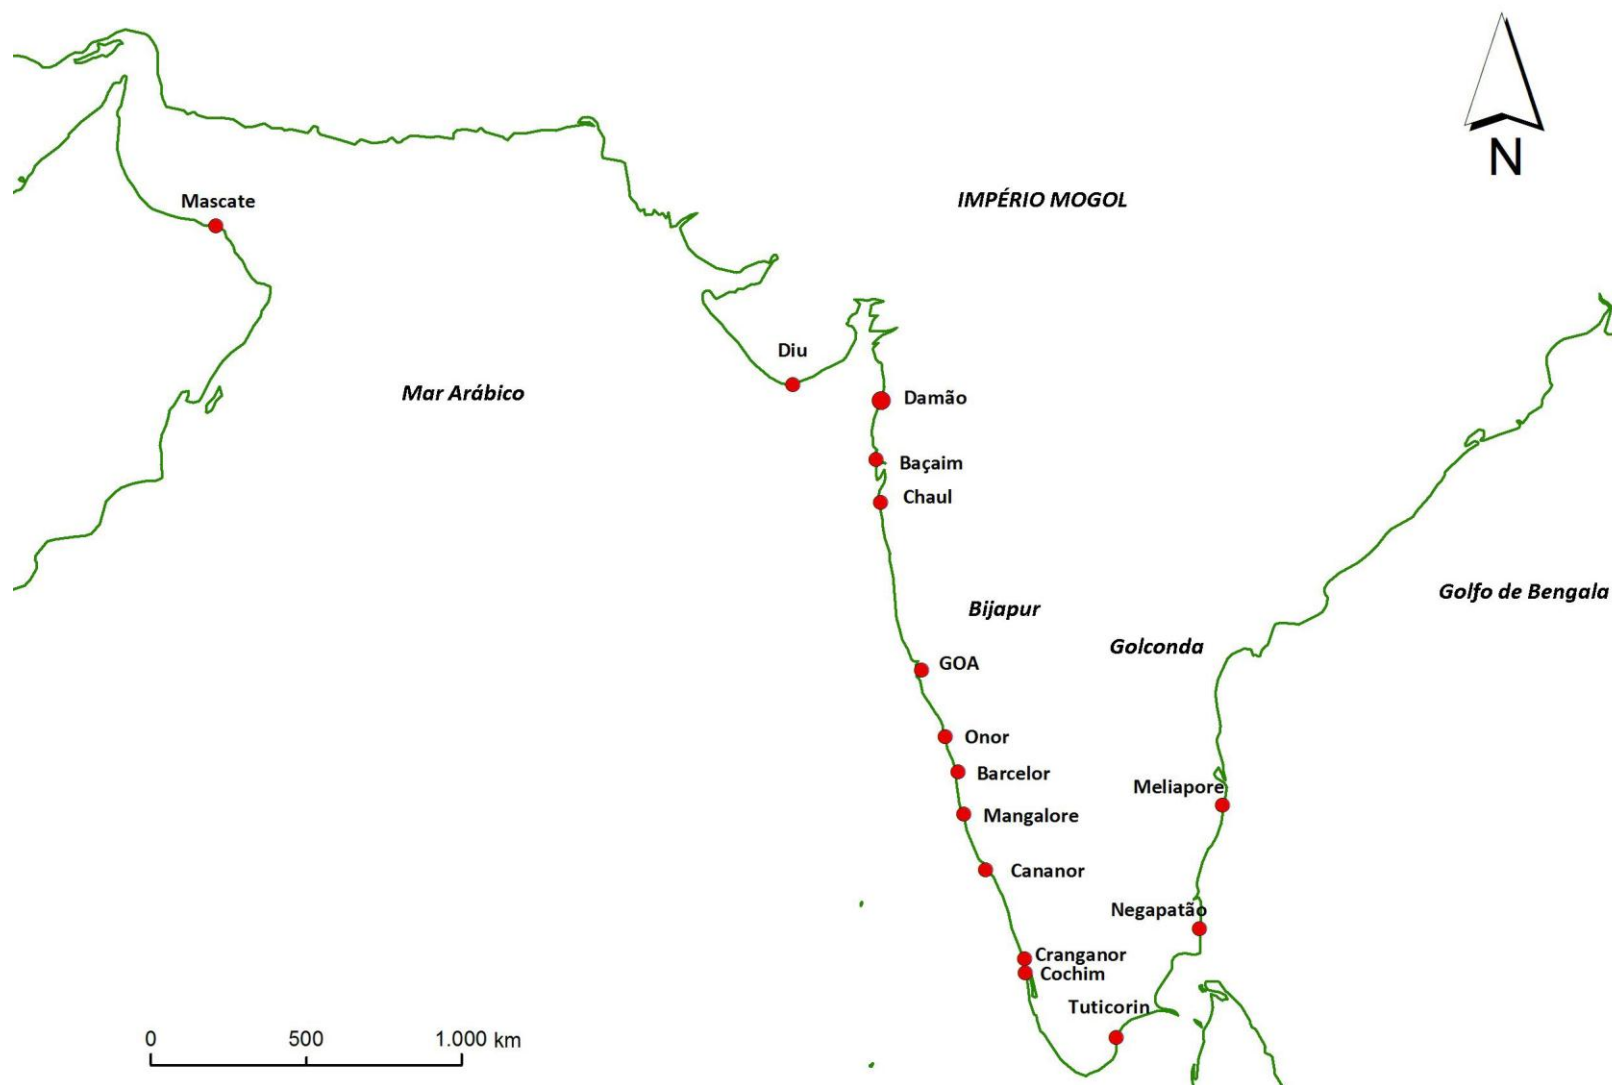 N
Mascate
IMPÉRIO MOGOL
Diu
Mar Arábico
Damão
Baçaim
Chaul
Golfo de Bengala
Bijapur
Golconda
GOA
Onor
Barcelor
Meliapore
Mangalore
Cananor
Negapatão
Cranganor
Cochim
Tuticorin
0 500 1.000 km